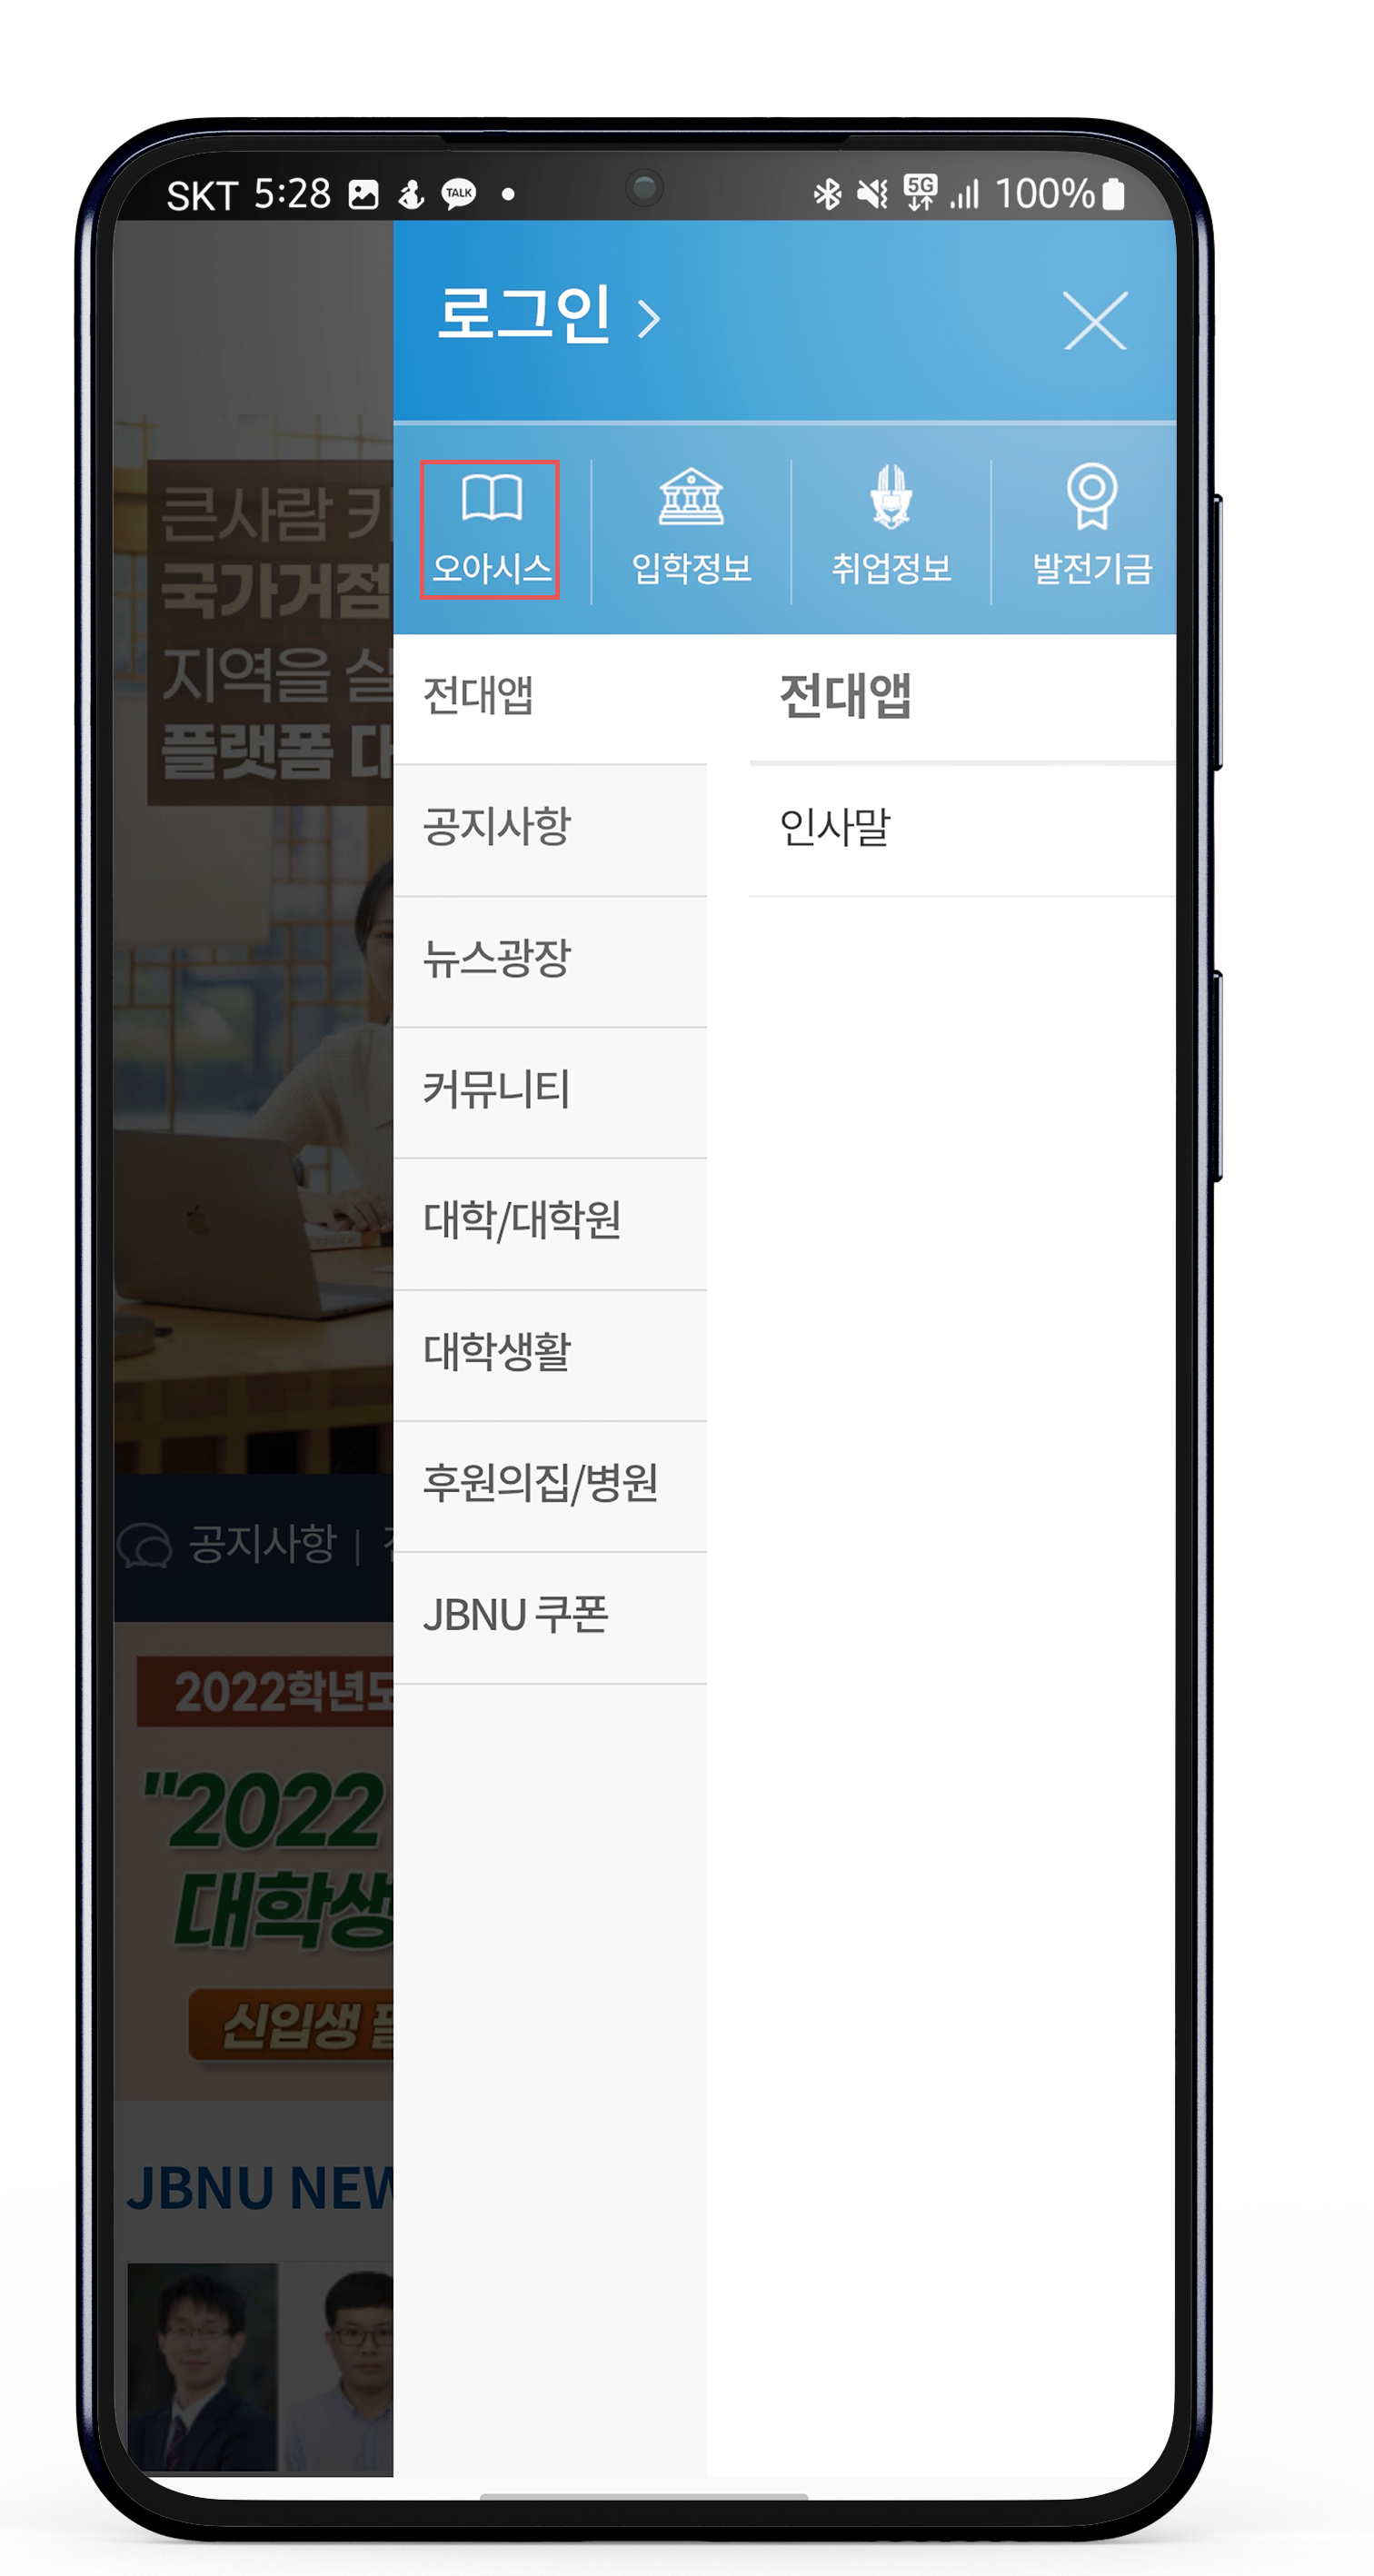 SKT 5:28 TALK 5G 100%
로그인
오아시스 입학정보 취업정보 발전기금
전대앱
공지사항
뉴스광장
커뮤니티
대학/대학원
대학생활
후원의집/병원
JBNU 쿠폰
전대앱
인사말
큰사람
국가거점
지역을
플랫폼
공지사항
2022학년도
"2022
대학생
신입생
JBNU NEW